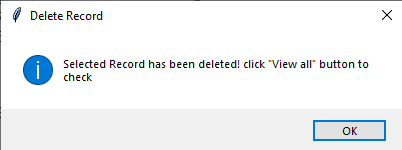 Delete Record
Selected Record has been deleted! click "View all" button to
check
OK